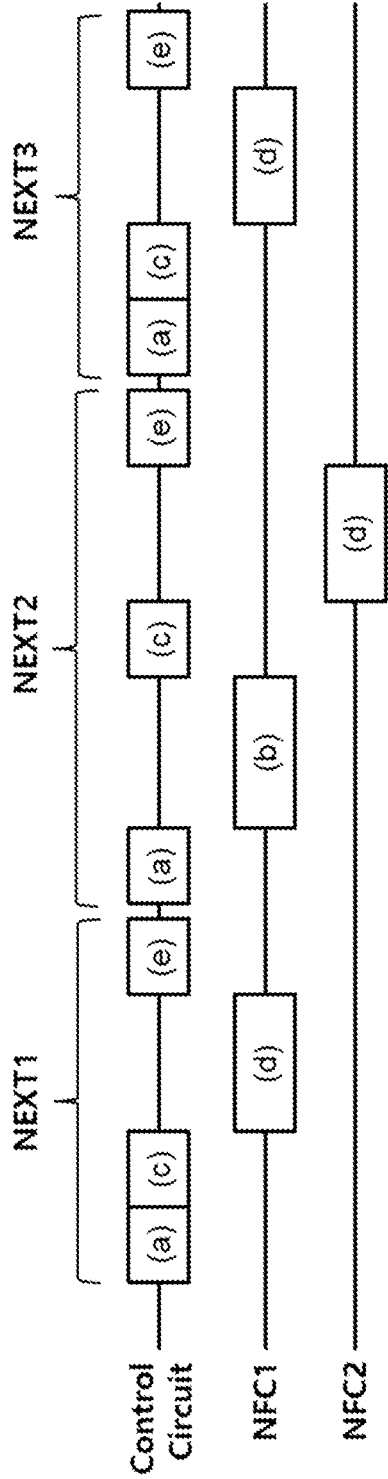 NEXT1 NEXT2 NEXT3
Control
Circuit
(a) (c) (e) (a) (c) (e) (a) (c) (e)
NFC1
(d) (b) (d)
NFC2
(d)